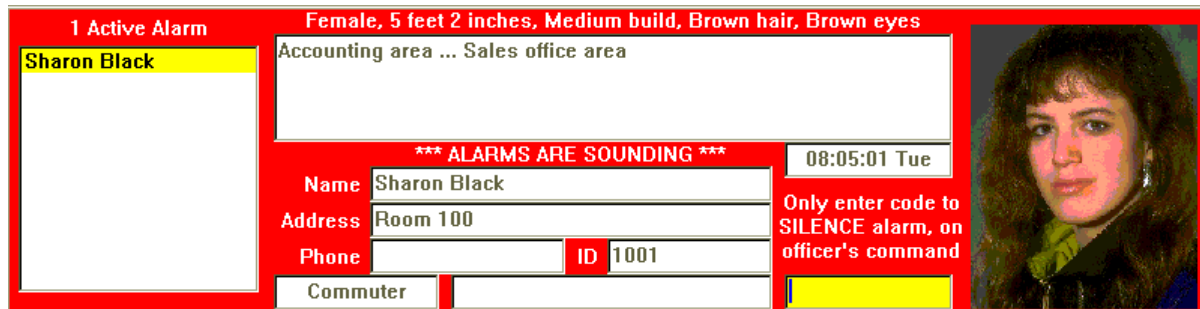 1 Active Alarm
Sharon Black
Female, 5 feet 2 inches, Medium build, Brown hair, Brown eyes
Accounting area ... Sales office area
*** ALARMS ARE SOUNDING ***
08:05:01 Tue
Name Sharon Black
Address Room 100
Phone
ID 1001
Commuter
Only enter code to
SILENCE alarm, on
officer's command